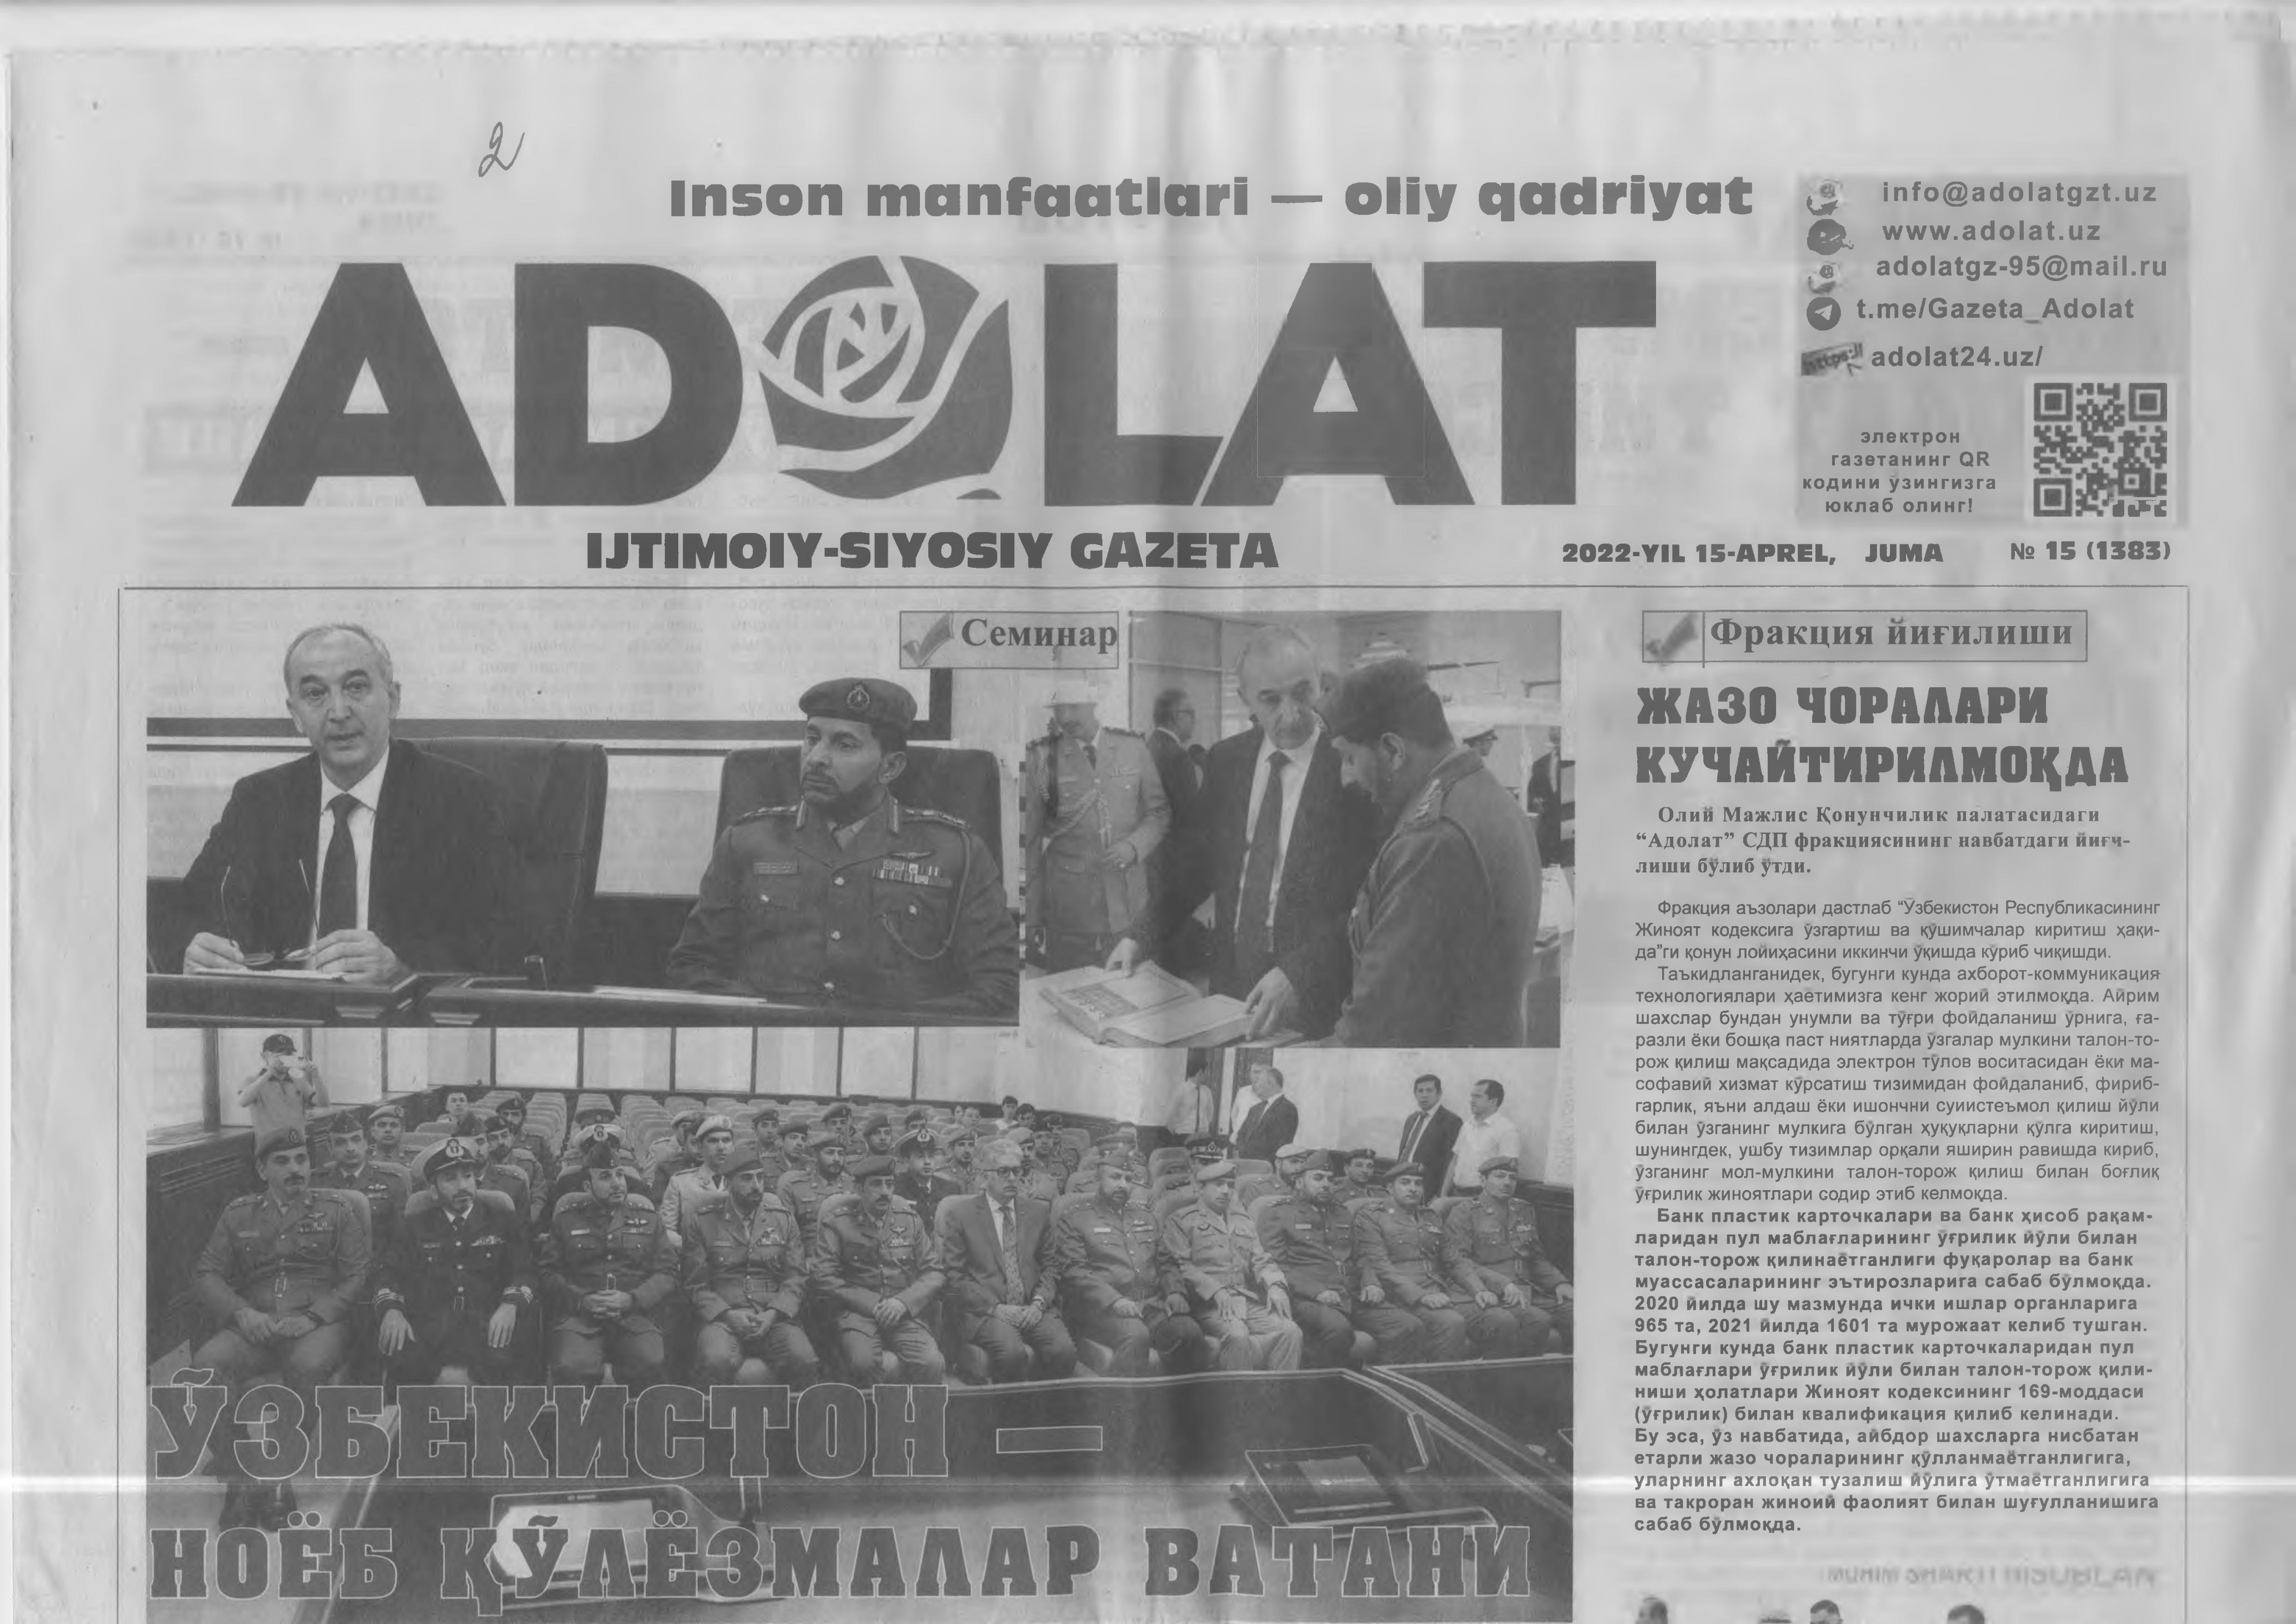 2
Inson manfaatlari — oliy qadriyat
ADOLAT
IJTIMOIY-SIYOSIY GAZETA
info@adolatgzt.uz
www.adolat.uz
adolatgz-95@mail.ru
t.me/Gazeta_Adolat
https://
adolat24.uz/
электрон
газетанинг QR
кодини ўзингизга
юклаб олинг!
2022-YIL 15-APREL, JUMA № 15 (1383)
Семинар
ЎЗБЕКИСТОН —
НОЁБ ҚЎЛЁЗМАЛАР ВАТАНИ
Фракция йиғилиши
ЖАЗО ЧОРАЛАРИ
КУЧАЙТИРИЛМОҚДА
Олий Мажлис Қонунчилик палатасидаги
“Адолат” СДП фракциясининг навбатдаги йиғи-
лиши бўлиб ўтди.
Фракция аъзолари дастлаб “Ўзбекистон Республикасининг
Жиноят кодексига ўзгартиш ва қўшимчалар киритиш ҳақи-
да”ги қонун лойиҳасини иккинчи ўқишда кўриб чиқишди.
Таъкидланганидек, бугунги кунда ахборот-коммуникация
технологиялари ҳаётимизга кенг жорий этилмоқда. Айрим
шахслар бундан унумли ва тўғри фойдаланиш ўрнига, ға-
разли ёки бошқа паст ниятларда ўзгалар мулкини талон-то-
рож қилиш мақсадида электрон тўлов воситасидан ёки ма-
софавий хизмат кўрсатиш тизимидан фойдаланиб, фириб-
гарлик, яъни алдаш ёки ишончни суиистеъмол қилиш йўли
билан ўзганинг мулкига бўлган ҳуқуқларни қўлга киритиш,
шунингдек, ушбу тизимлар орқали яширин равишда кириб,
ўзганинг мол-мулкини талон-торож қилиш билан боғлиқ
ўғрилик жиноятлари содир этиб келмоқда.
Банк пластик карточкалари ва банк ҳисоб рақам-
ларидан пул маблағларининг ўғрилик йўли билан
талон-торож қилинаётганлиги фуқаролар ва банк
муассасаларининг эътирозларига сабаб бўлмоқда.
2020 йилда шу мазмунда ички ишлар органларига
965 та, 2021 йилда 1601 та мурожаат келиб тушган.
Бугунги кунда банк пластик карточкаларидан пул
маблағлари ўғрилик йўли билан талон-торож қили-
ниши ҳолатлари Жиноят кодексининг 169-моддаси
(ўғрилик) билан квалификация қилиб келинади.
Бу эса, ўз навбатида, айбдор шахсларга нисбатан
етарли жазо чораларининг қўлланмаётганлигига,
уларнинг ахлоқан тузалиш йўлига ўтмаётганлигига
ва такроран жиноий фаолият билан шуғулланишига
сабаб бўлмоқда.